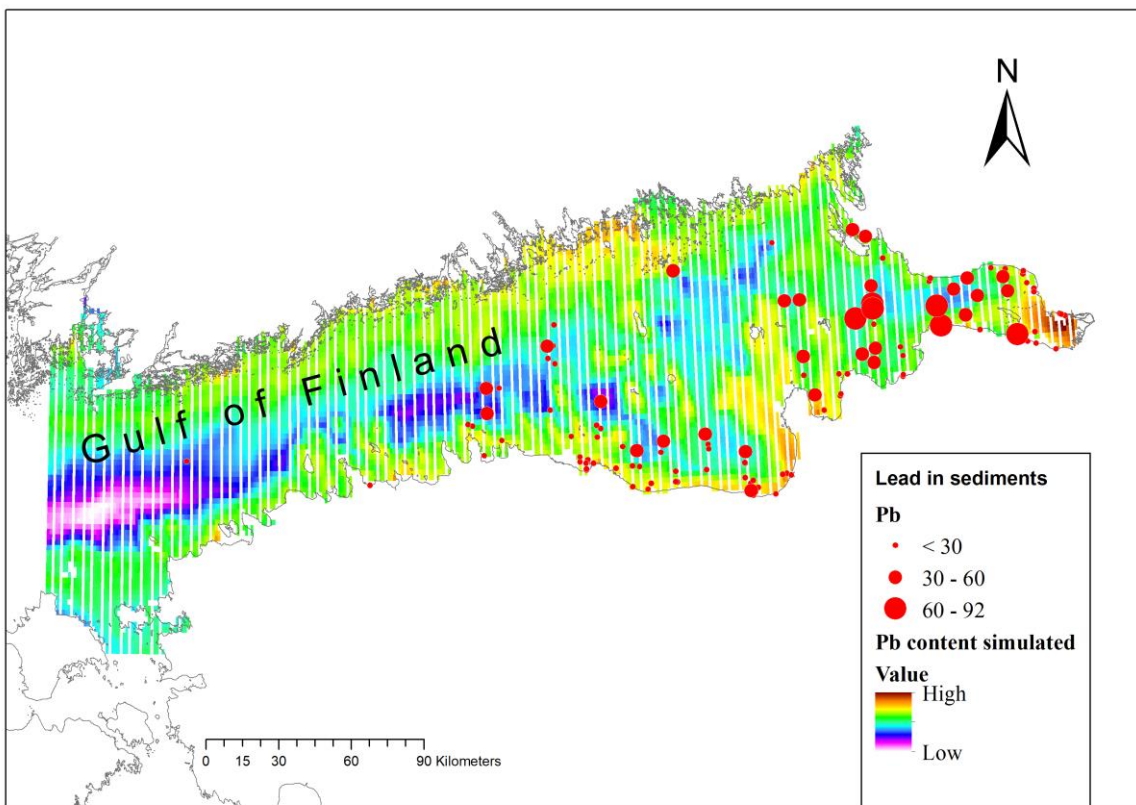 N
Gulf of Finland
Lead in sediments
Pb
< 30
30 - 60
60 - 92
Pb content simulated
Value
High
Low
0 15 30 60 90 Kilometers